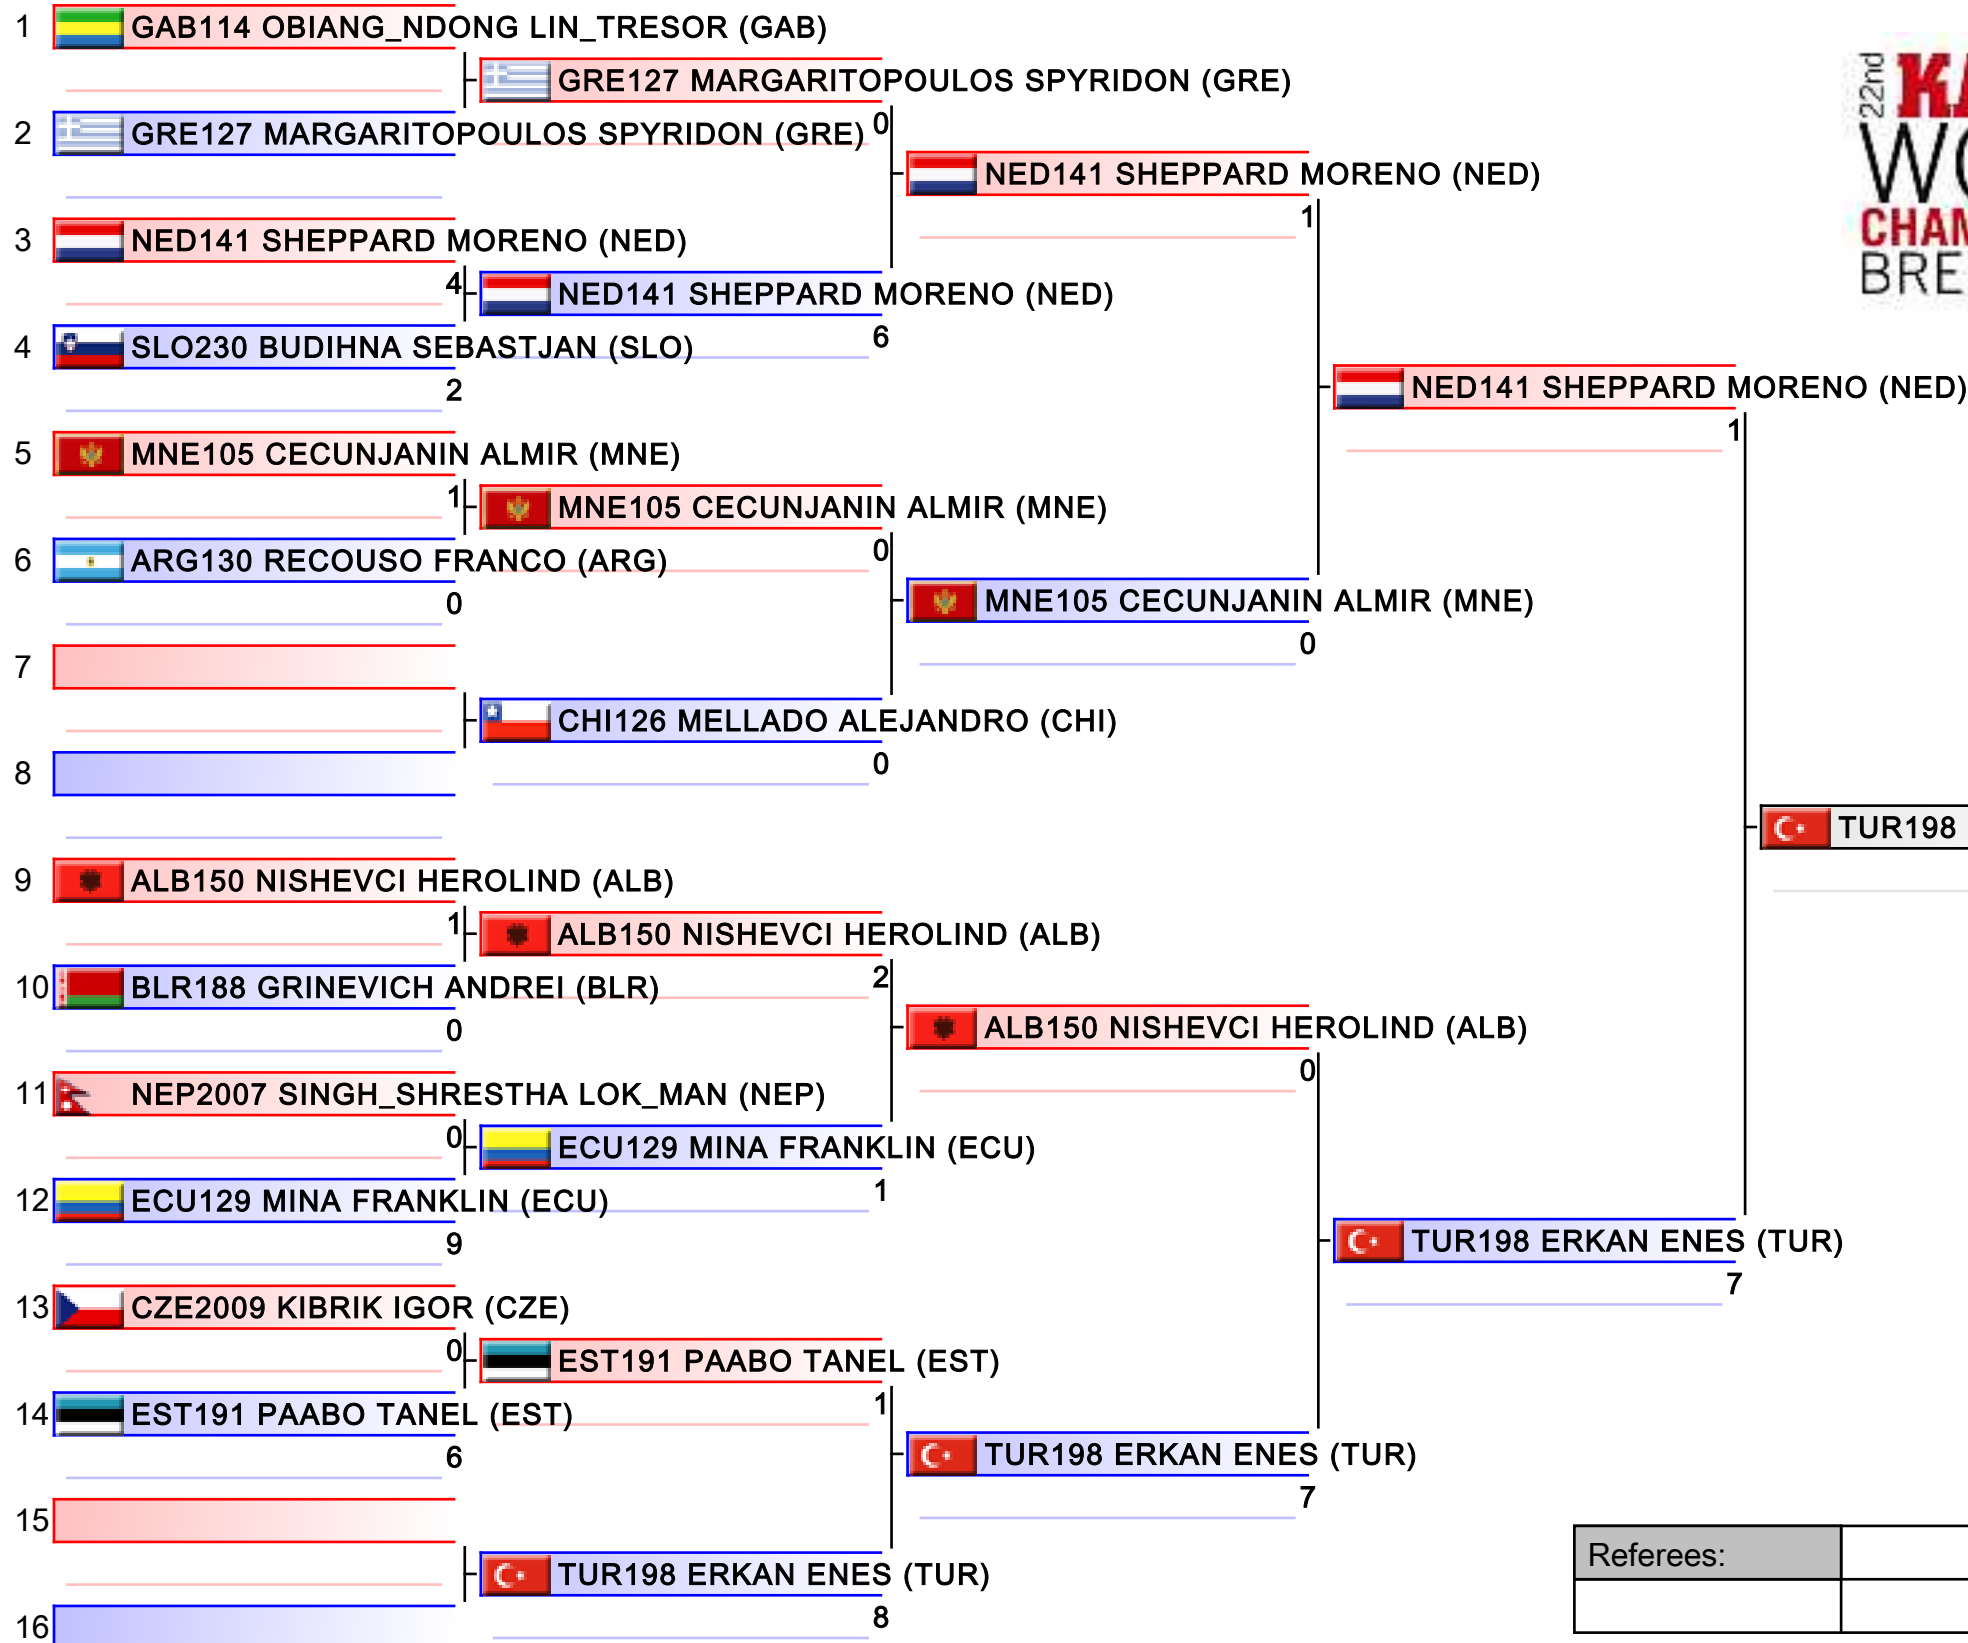 1 GAB114 OBIANG_NDONG LIN_TRESOR (GAB)
GRE127 MARGARITOPOULOS SPYRIDON (GRE)
0
2 GRE127 MARGARITOPOULOS SPYRIDON (GRE)
NED141 SHEPPARD MORENO (NED)
1
3 NED141 SHEPPARD MORENO (NED)
4
NED141 SHEPPARD MORENO (NED)
6
4 SLO230 BUDIHNA SEBASTJAN (SLO)
2
NED141 SHEPPARD MORENO (NED)
1
5 MNE105 CECUNJANIN ALMIR (MNE)
1
MNE105 CECUNJANIN ALMIR (MNE)
0
6 ARG130 RECOUSO FRANCO (ARG)
0
MNE105 CECUNJANIN ALMIR (MNE)
0
7
CHI126 MELLADO ALEJANDRO (CHI)
0
8
TUR198
9 ALB150 NISHEVCI HEROLIND (ALB)
1
ALB150 NISHEVCI HEROLIND (ALB)
2
10 BLR188 GRINEVICH ANDREI (BLR)
0
ALB150 NISHEVCI HEROLIND (ALB)
0
11 NEP2007 SINGH_SHRESTHA LOK_MAN (NEP)
0
ECU129 MINA FRANKLIN (ECU)
1
12 ECU129 MINA FRANKLIN (ECU)
9
TUR198 ERKAN ENES (TUR)
7
13 CZE2009 KIBRIK IGOR (CZE)
0
EST191 PAABO TANEL (EST)
1
14 EST191 PAABO TANEL (EST)
6
TUR198 ERKAN ENES (TUR)
7
15
TUR198 ERKAN ENES (TUR)
8
16
22nd KA
WO
CHAM
BRE
Referees: